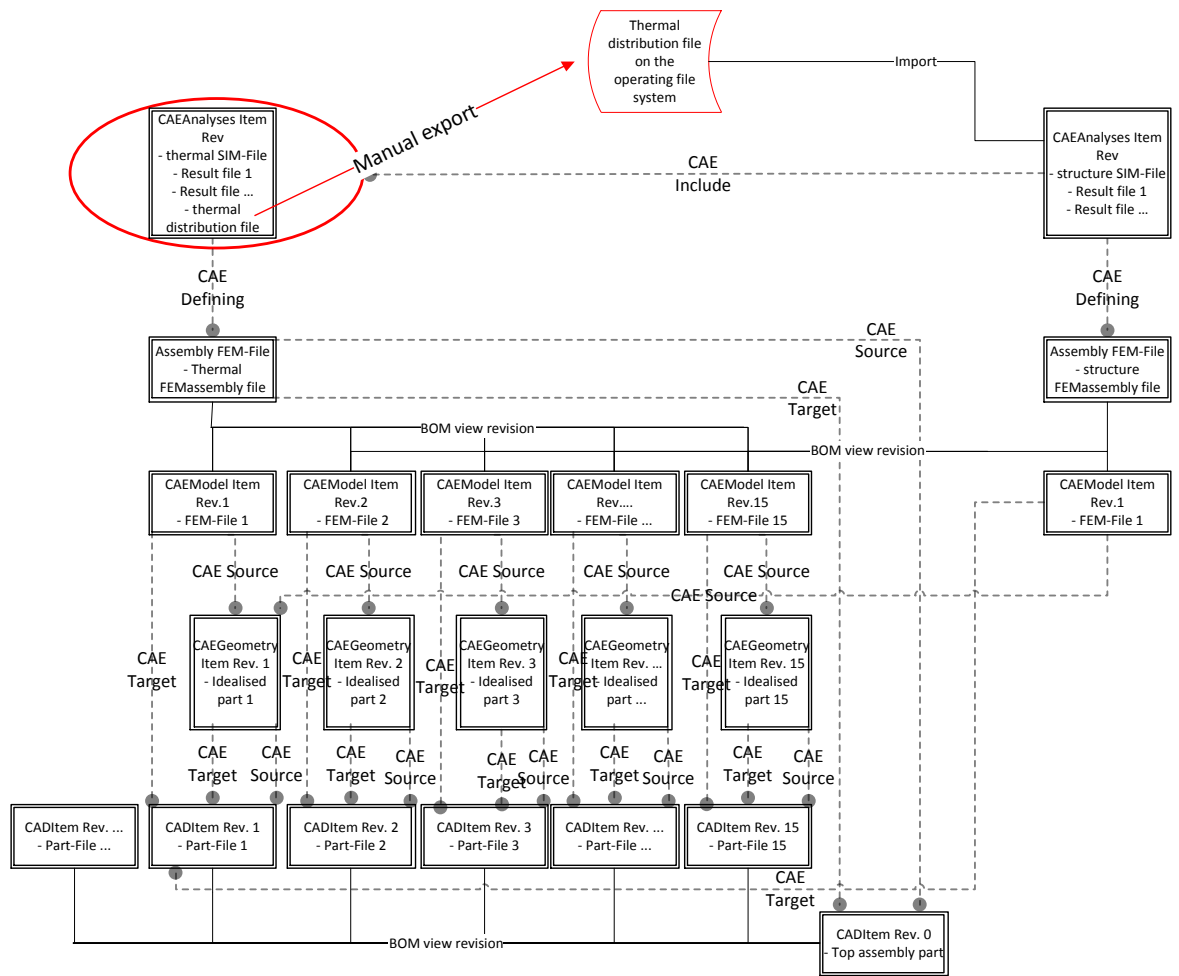 Thermal
distribution file
on the
operating file
system
Import
Manual export
CAEAnalyses Item
Rev
- thermal SIM-File
- Result file 1
- Result file ...
- thermal
distribution file
CAE
Include
CAEAnalyses Item
Rev
- structure SIM-File
- Result file 1
- Result file ...
CAE
Defining
CAE
Defining
Assembly FEM-File
- Thermal
FEMassembly file
CAE
Source
CAE
Target
Assembly FEM-File
- structure
FEMassembly file
BOM view revision
BOM view revision
CAEModel Item
Rev.1
- FEM-File 1
CAEModel Item
Rev.2
- FEM-File 2
CAEModel Item
Rev.3
- FEM-File 3
CAEModel Item
Rev....
- FEM-File ...
CAEModel Item
Rev.15
- FEM-File 15
CAEModel Item
Rev.1
- FEM-File 1
CAE Source
CAE Source
CAE Source
CAE Source
CAE Source
CAE Source
CAE
Target
CAEGeometry
Item Rev. 1
- Idealised
part 1
CAE
Target
CAEGeometry
Item Rev. 2
- Idealised
part 2
CAE
Target
CAEGeometry
Item Rev. 3
- Idealised
part 3
CAE
Target
CAEGeometry
Item Rev. ...
- Idealised
part ...
CAE
Target
CAEGeometry
Item Rev. 15
- Idealised
part 15
CAE
Target
CAE
Source
CAE
Target
CAE
Source
CAE
Target
CAE
Source
CAE
Target
CAE
Source
CAE
Target
CAE
Source
CADItem Rev. ...
- Part-File ...
CADItem Rev. 1
- Part-File 1
CADItem Rev. 2
- Part-File 2
CADItem Rev. 3
- Part-File 3
CADItem Rev. ...
- Part-File ...
CADItem Rev. 15
- Part-File 15
CAE
Target
BOM view revision
CADItem Rev. 0
- Top assembly part